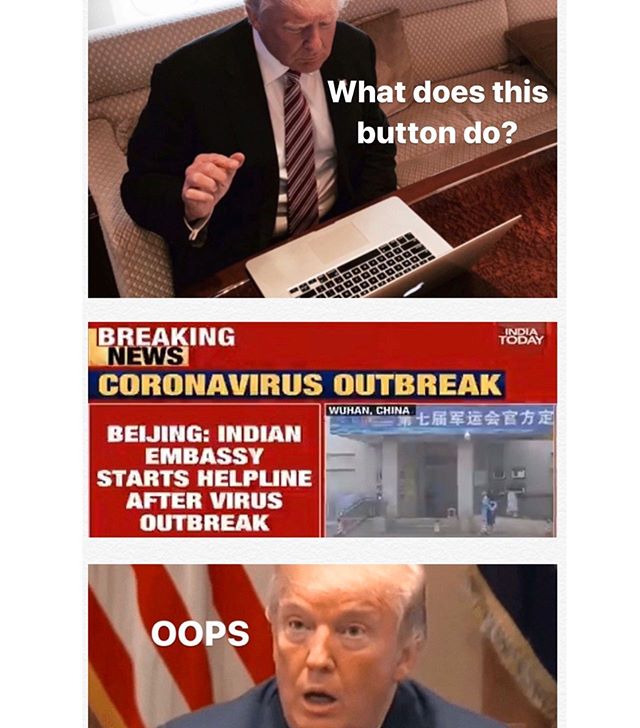 What does this
button do?
BREAKING
NEWS
INDIA
TODAY
CORONAVIRUS OUTBREAK
BEIJING: INDIAN
EMBASSY
STARTS HELPLINE
AFTER VIRUS
OUTBREAK
WUHAN, CHINA
第七届军运会官方定
OOPS